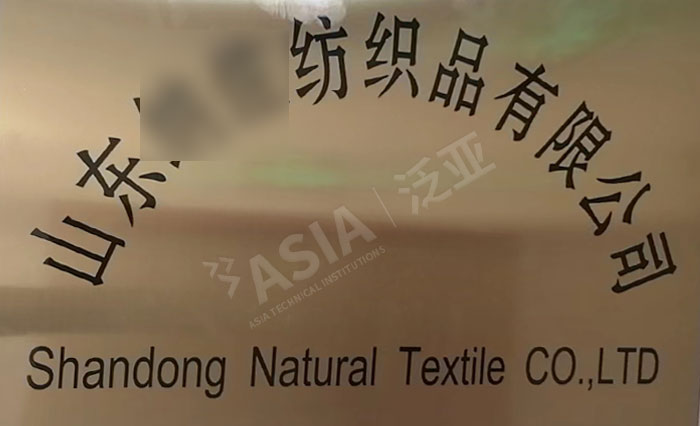 山东 纺织品有限公司
ASIA 泛亚
ASIA TECHNICAL INSTITUTIONS
Shandong Natural Textile CO.,LTD